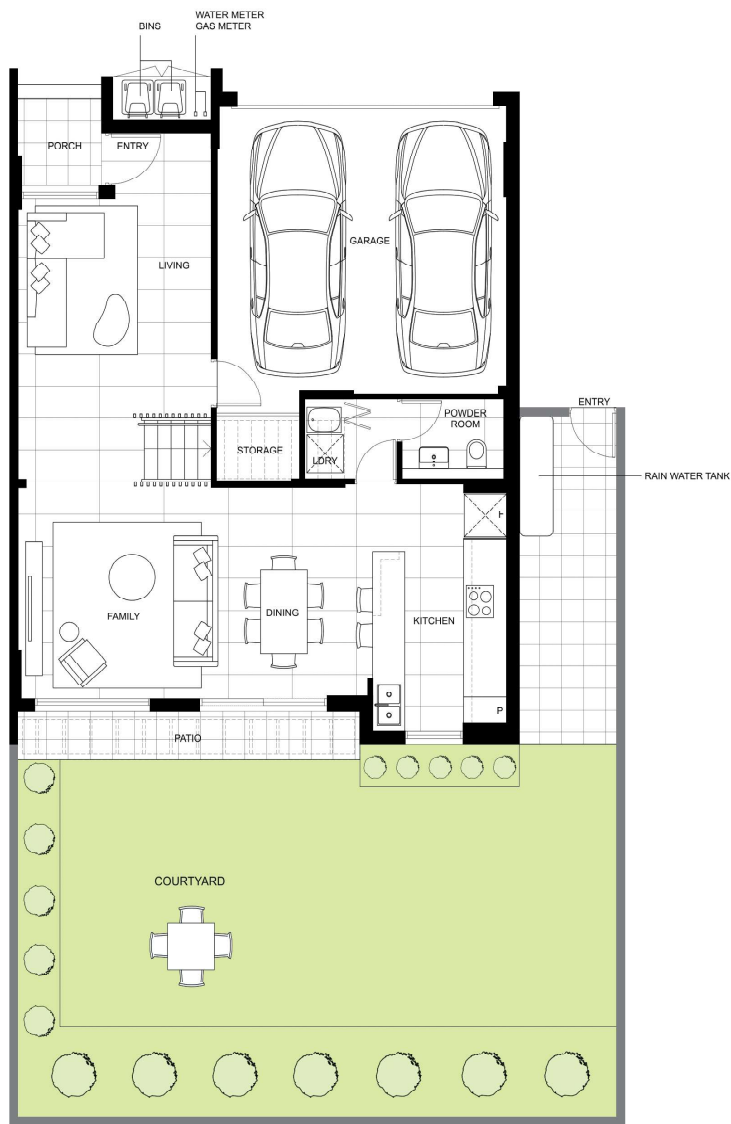 WATER METER
BINS
GAS METER
PORCH
ENTRY
LIVING
GARAGE
ENTRY
POWDER
ROOM
STORAGE
LDRY
RAIN WATER TANK
F
FAMILY
DINING
KITCHEN
P
PATIO
COURTYARD